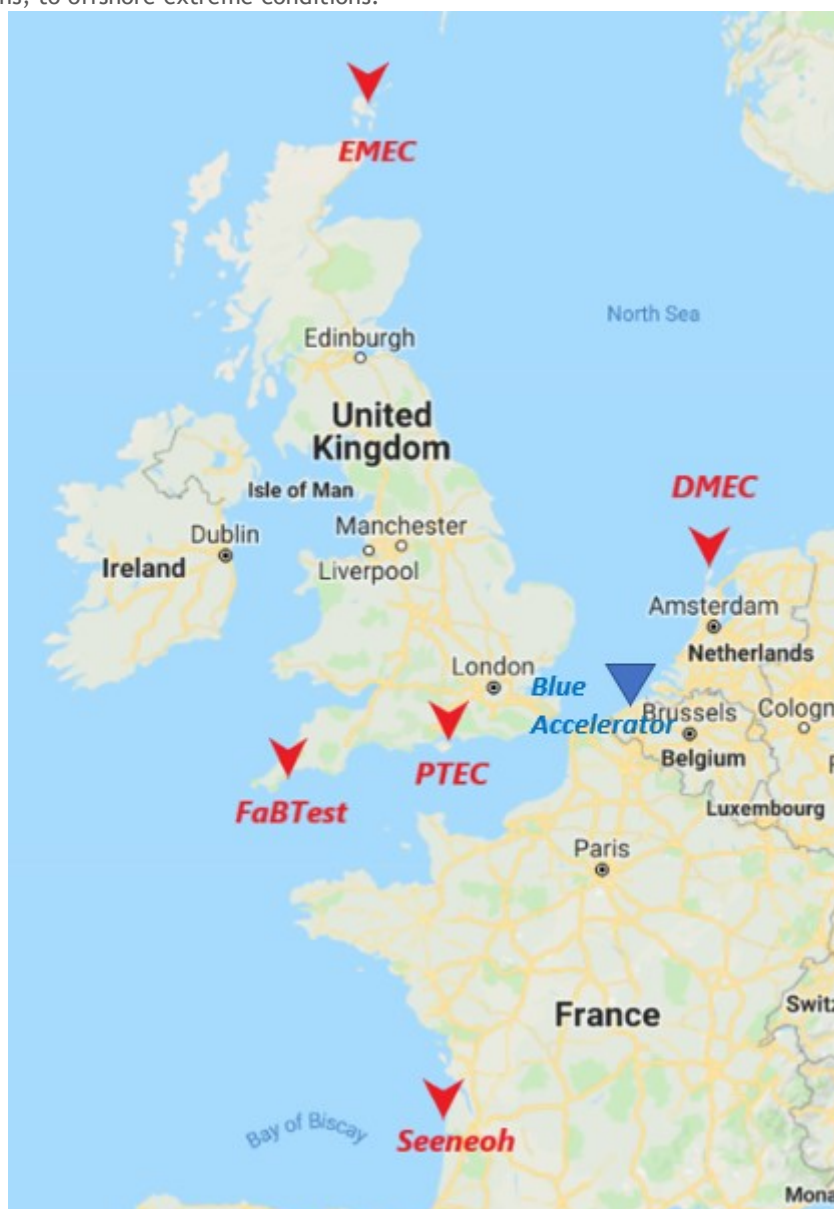 to offshore extreme conditions.
EMEC
North Sea
Edinburgh
United
Kingdom
DMEC
Isle of Man
Dublin
Manchester
Ireland
Liverpool
Amsterdam
Netherlands
London
Blue
Accelerator
Brussels
Cologn
Belgium
PTEC
FaBTest
Luxembourg
Paris
France
Switz
Bay of Biscay
Seeneoh
Mona